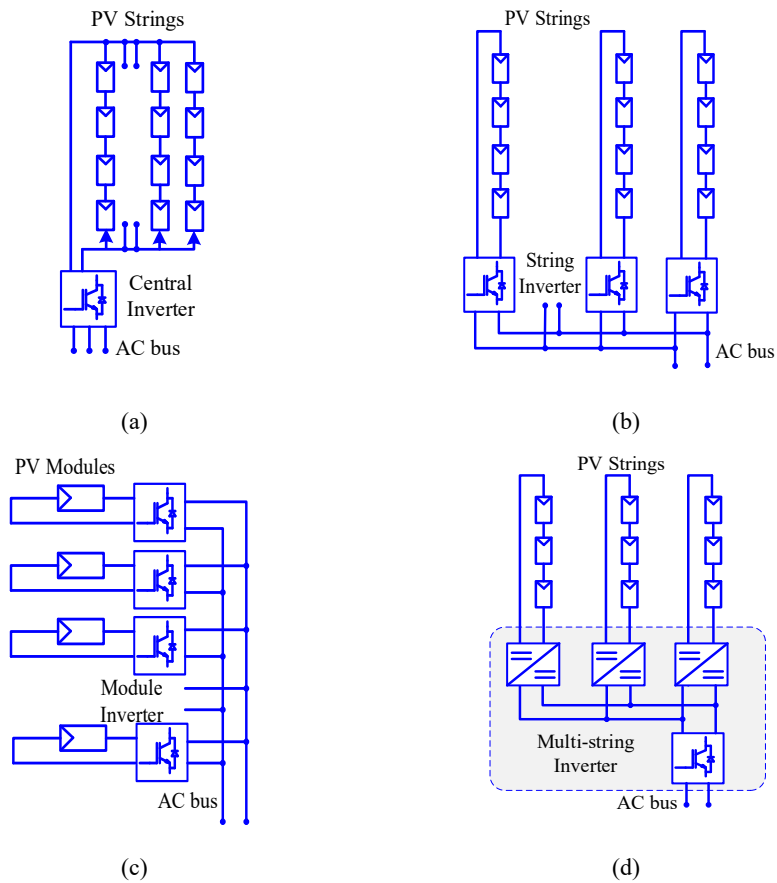 PV Strings
Central
Inverter
AC bus
(a)
PV Strings
String
Inverter
AC bus
(b)
PV Modules
Module
Inverter
AC bus
(c)
PV Strings
Multi-string
Inverter
AC bus
(d)